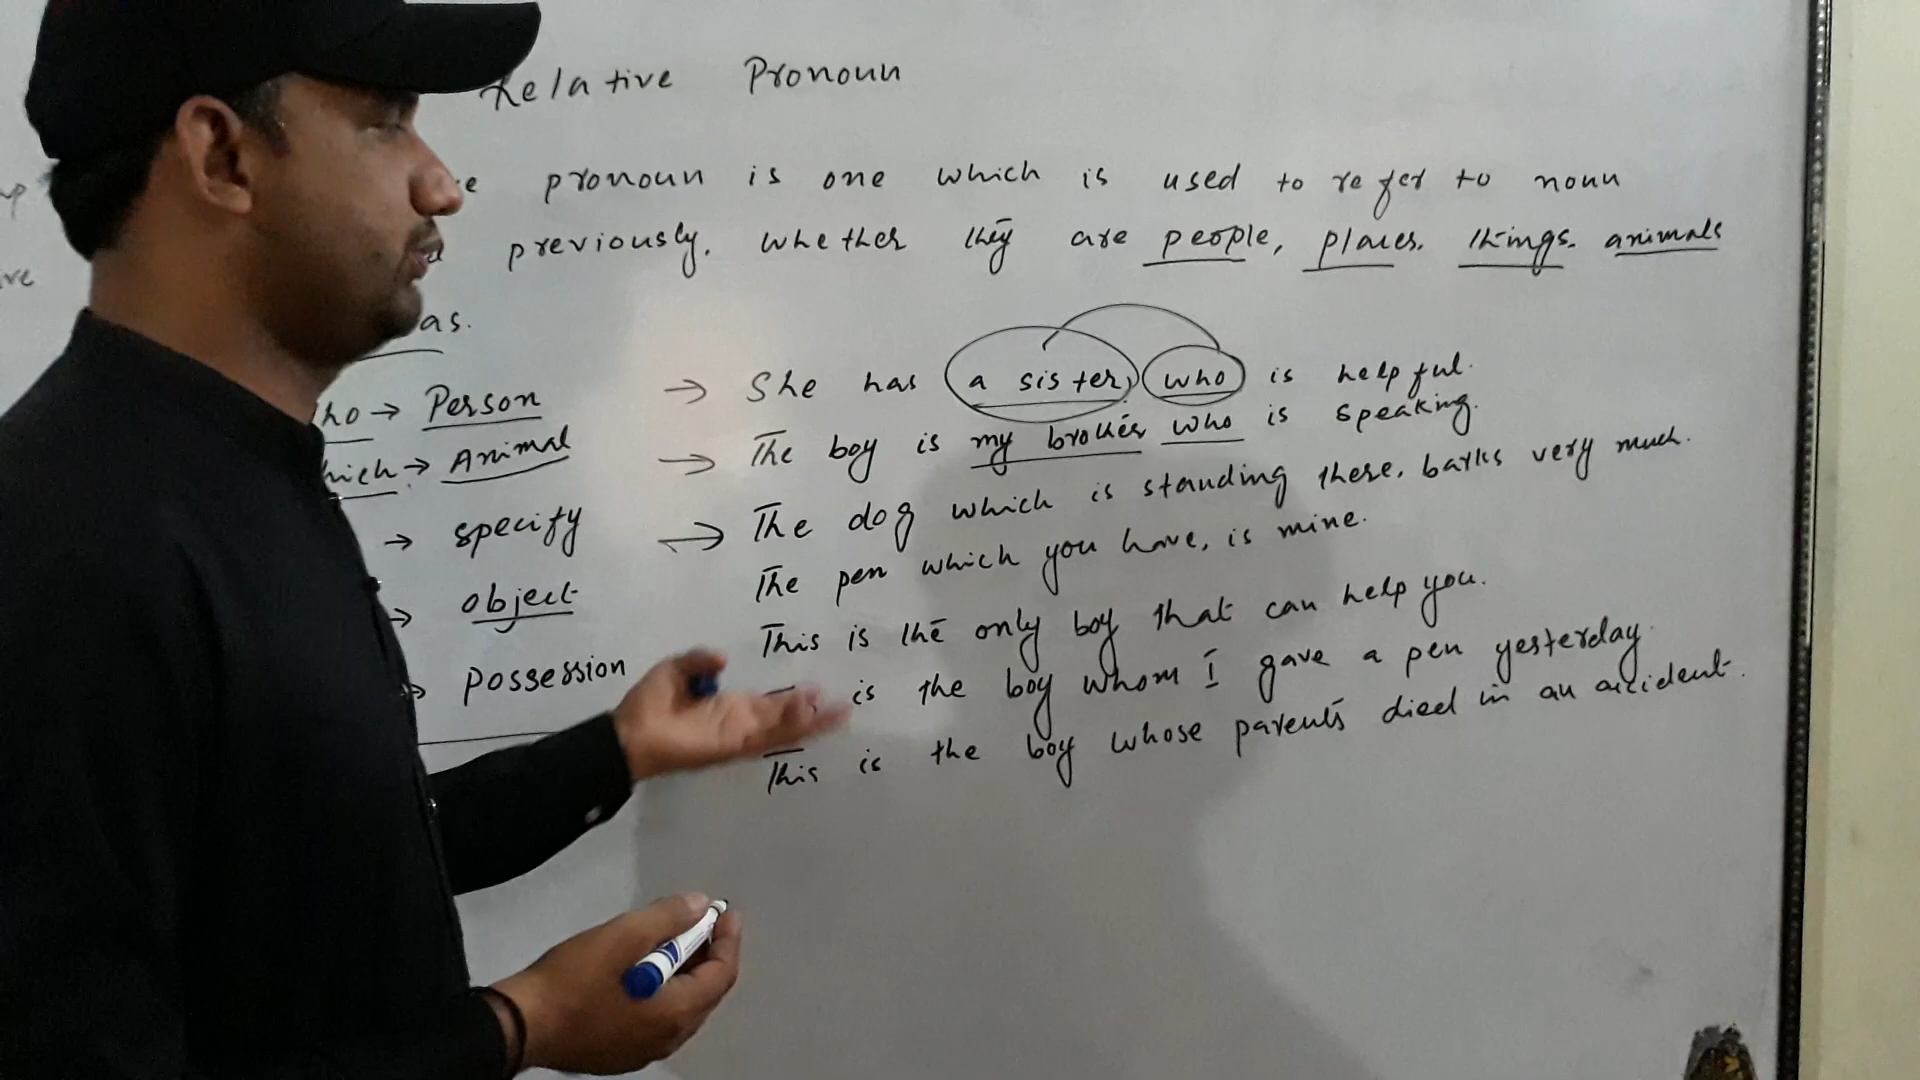 Relative Pronoun
pronoun is one which is used to refer to noun
previously, whether they are people, places, things, animals
as.
→ Person → She has a sister, who is helpful.
→ Animal → The boy is my brother who is speaking.
→ specify → The dog which is standing there, barks very much.
The pen which you have, is mine.
→ object This is the only boy that can help you.
is the boy whom I gave a pen yesterday.
→ Possession This is the boy whose parents died in an accident.